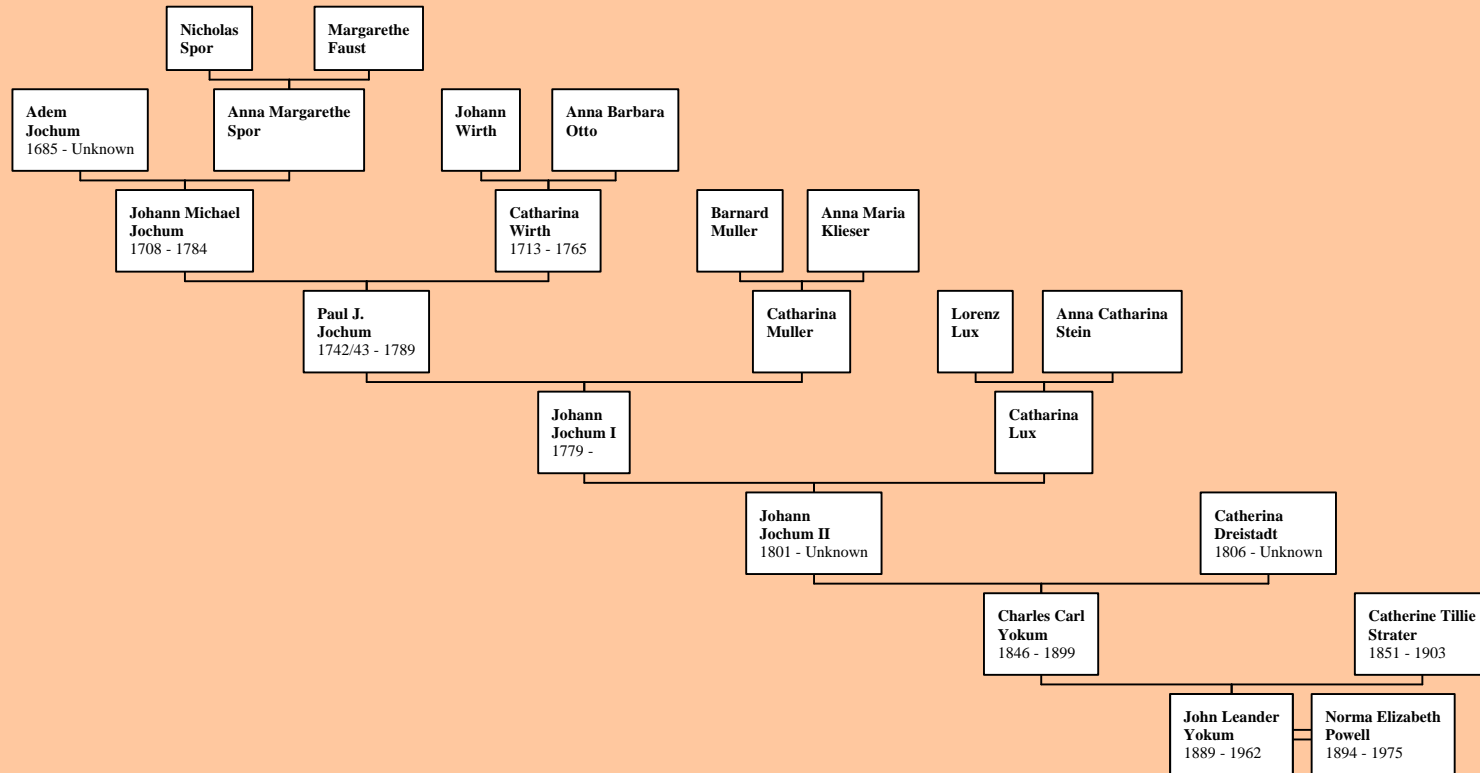 Nicholas
Spor
Margarethe
Faust
Adem
Jochum
1685 - Unknown
Anna Margarethe
Spor
Johann
Wirth
Anna Barbara
Otto
Johann Michael
Jochum
1708 - 1784
Catharina
Wirth
1713 - 1765
Barnard
Muller
Anna Maria
Klieser
Paul J.
Jochum
1742/43 - 1789
Catharina
Muller
Lorenz
Lux
Anna Catharina
Stein
Johann
Jochum I
1779 -
Catharina
Lux
Johann
Jochum II
1801 - Unknown
Catherina
Dreistadt
1806 - Unknown
Charles Carl
Yokum
1846 - 1899
Catherine Tillie
Strater
1851 - 1903
John Leander
Yokum
1889 - 1962
Norma Elizabeth
Powell
1894 - 1975